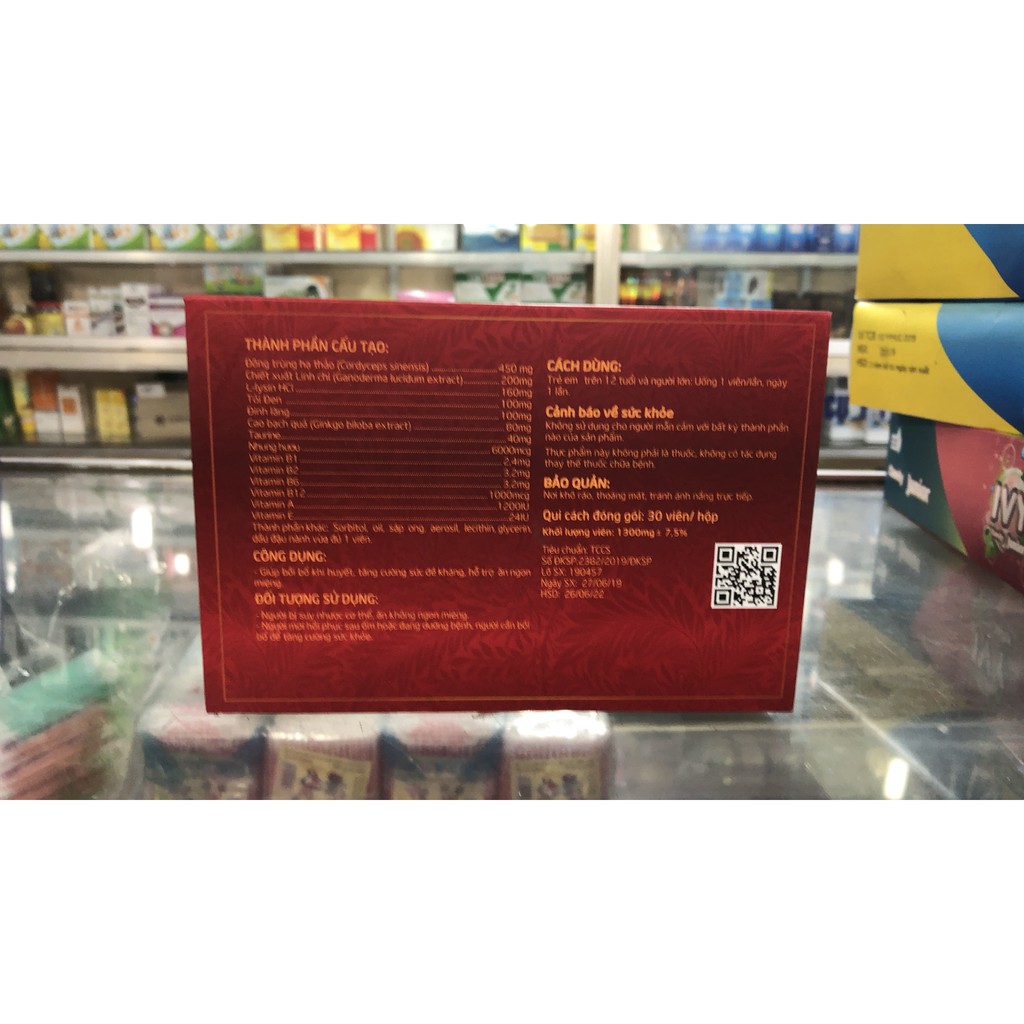 THÀNH PHẦN CẤU TẠO:
Đông trùng hạ thảo (Cordyceps sinensis) 450 mg
Chiết xuất Linh chi (Ganoderma lucidum extract) 200mg
L-lysin HCl 160mg
Tỏi Đen 100mg
Đinh lăng 100mg
Cao bạch quả (Ginkgo biloba extract) 80mg
Taurine 40mg
Nhung hươu 6000mcg
Vitamin B1 2,4mg
Vitamin B2 3,2mg
Vitamin B6 3,2mg
Vitamin B12 1000mcg
Vitamin A 1200IU
Vitamin E 24IU
Thành phần khác: Sorbitol, oil, sáp ong, aerosil, lecithin, glycerin,
dầu đậu nành vừa đủ 1 viên.
CÔNG DỤNG:
- Giúp bồi bổ khí huyết, tăng cường sức đề kháng, hỗ trợ ăn ngon
miệng.
ĐỐI TƯỢNG SỬ DỤNG:
- Người bị suy nhược cơ thể, ăn không ngon miệng.
- Người mới hồi phục sau ốm hoặc đang dưỡng bệnh, người cần bồi
bổ để tăng cường sức khỏe.
CÁCH DÙNG:
Trẻ em trên 12 tuổi và người lớn: Uống 1 viên/lần, ngày
1 lần.
Cảnh báo về sức khỏe
Không sử dụng cho người mẫn cảm với bất kỳ thành phần
nào của sản phẩm.
Thực phẩm này không phải là thuốc, không có tác dụng
thay thế thuốc chữa bệnh.
BẢO QUẢN:
Nơi khô ráo, thoáng mát, tránh ánh nắng trực tiếp.
Qui cách đóng gói: 30 viên/ hộp
Khối lượng viên: 1300mg ± 7,5%
Tiêu chuẩn: TCCS
Số ĐKSP:2382/2019/ĐKSP
Lô SX: 190457
Ngày SX: 27/06/19
HSD: 26/06/22